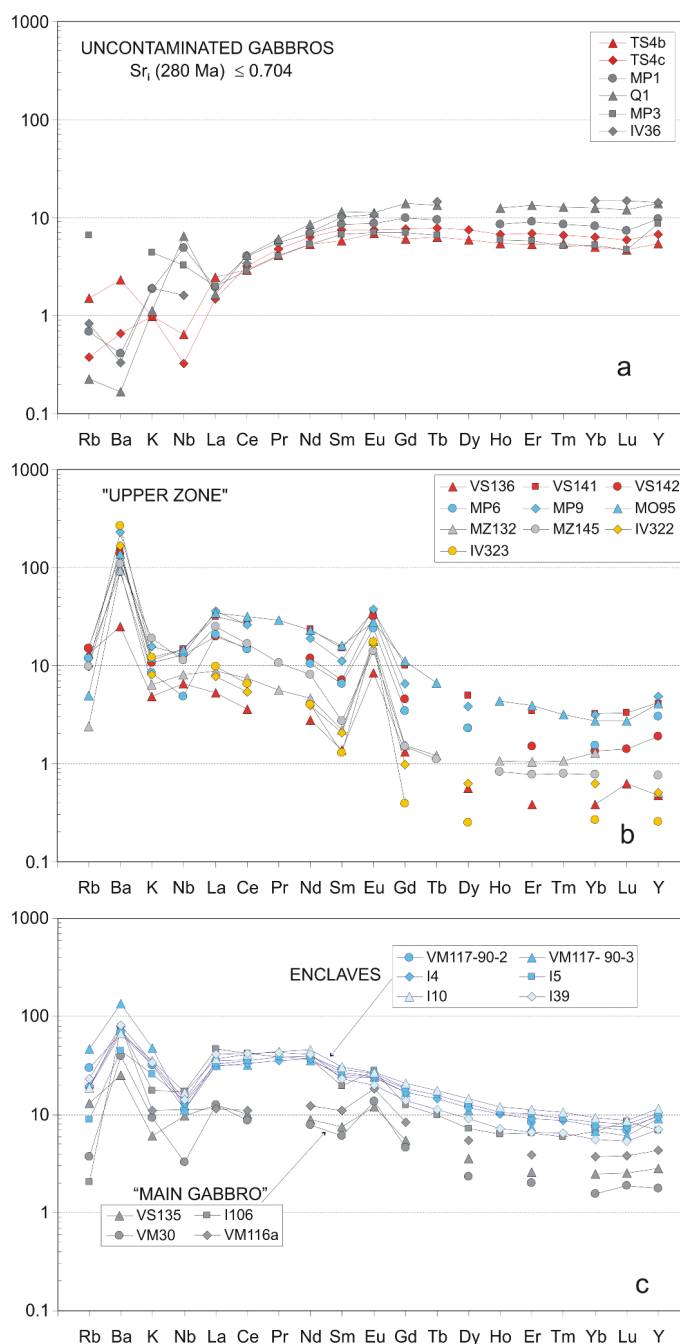 UNCONTAMINATED GABBROS
Srᵢ (280 Ma) ≤ 0.704
TS4b
TS4c
MP1
Q1
MP3
IV36
1000
100
10
1
0.1
a
Rb Ba K Nb La Ce Pr Nd Sm Eu Gd Tb Dy Ho Er Tm Yb Lu Y
"UPPER ZONE"
VS136 VS141 VS142
MP6 MP9 MO95
MZ132 MZ145 IV322
IV323
1000
100
10
1
0.1
b
Rb Ba K Nb La Ce Pr Nd Sm Eu Gd Tb Dy Ho Er Tm Yb Lu Y
ENCLAVES
VM117-90-2 VM117- 90-3
I4 I5
I10 I39
1000
100
10
1
0.1
"MAIN GABBRO"
VS135 I106
VM30 VM116a
c
Rb Ba K Nb La Ce Pr Nd Sm Eu Gd Tb Dy Ho Er Tm Yb Lu Y